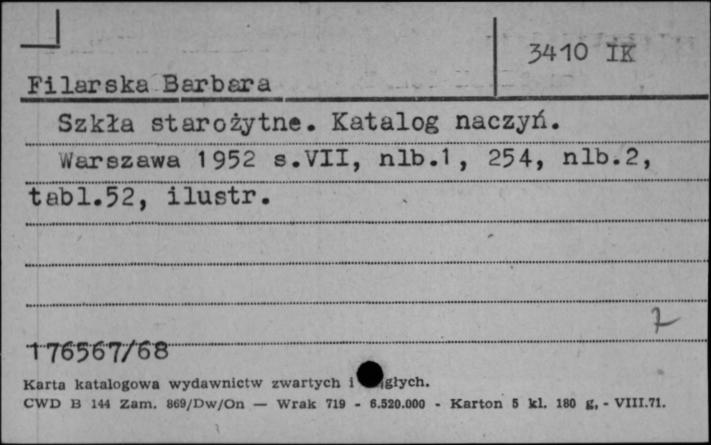 3410 IK
Filarska Barbara
Szkła starożytne. Katalog naczyń.
Warszawa 1952 s.VII, nlb.1, 254, nlb.2,
tabl.52, ilustr.
176567/68
Karta katalogowa wydawnictw zwartych i głych.
CWD B 144 Zam. 869/Dw/On — Wrak 719 - 6.520.000 - Karton 5 kl. 180 g, - VIII.71.